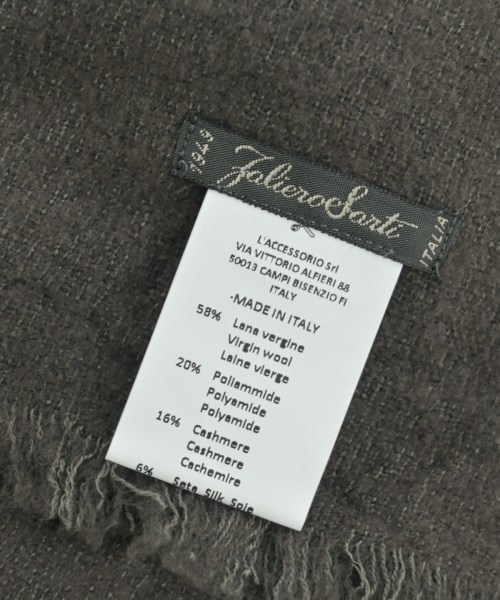 1949
Faliero Sarti
ITALIA
L'ACCESSORIO Srl
VIA VITTORIO ALFIERI 88
50013 CAMPI BISENZIO FI
ITALY
-MADE IN ITALY
58% Lana vergine
Virgin wool
Laine vierge
20% Poliammide
Polyamide
Polyamide
16% Cashmere
Cashmere
Cachemire
6% Seta Silk Soie